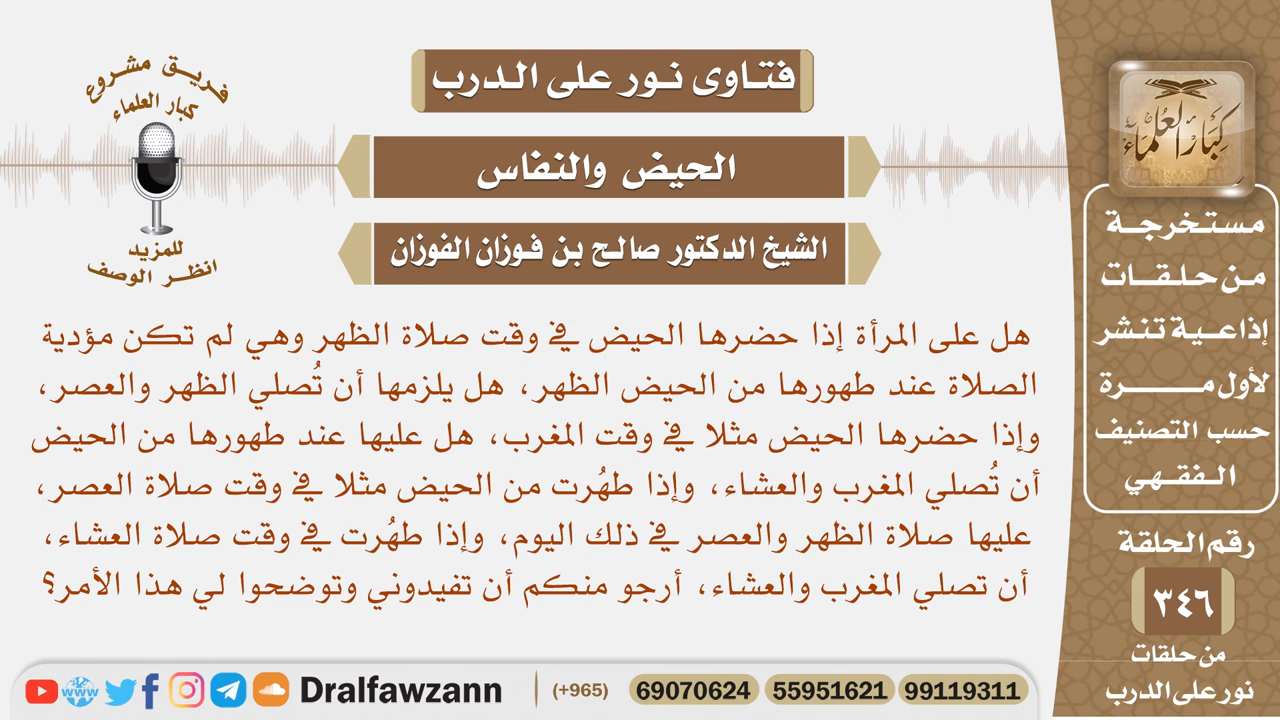 فتاوى نور على الدرب
الحيض والنفاس
الشيخ الدكتور صالح بن فوزان الفوزان
فريق مشروع
كبار العلماء
للمزيد
انظر الوصف
هل على المرأة إذا حضرها الحيض في وقت صلاة الظهر وهي لم تكن مؤدية
الصلاة عند طهورها من الحيض الظهر، هل يلزمها أن تُصلي الظهر والعصر،
وإذا حضرها الحيض مثلا في وقت المغرب، هل عليها عند طهورها من الحيض
أن تُصلي المغرب والعشاء، وإذا طهُرت من الحيض مثلا في وقت صلاة العصر،
عليها صلاة الظهر والعصر في ذلك اليوم، وإذا طهُرت في وقت صلاة العشاء،
أن تصلي المغرب والعشاء، أرجو منكم أن تفيدوني وتوضحوا لي هذا الأمر؟
كبار العلماء
مستخرجة
من حلقات
إذاعية تنشر
لأول مرة
حسب التصنيف
الفقهي
رقم الحلقة
٣٤٦
من حلقات
نور على الدرب
www Dralfawzann (+965) 69070624 55951621 99119311